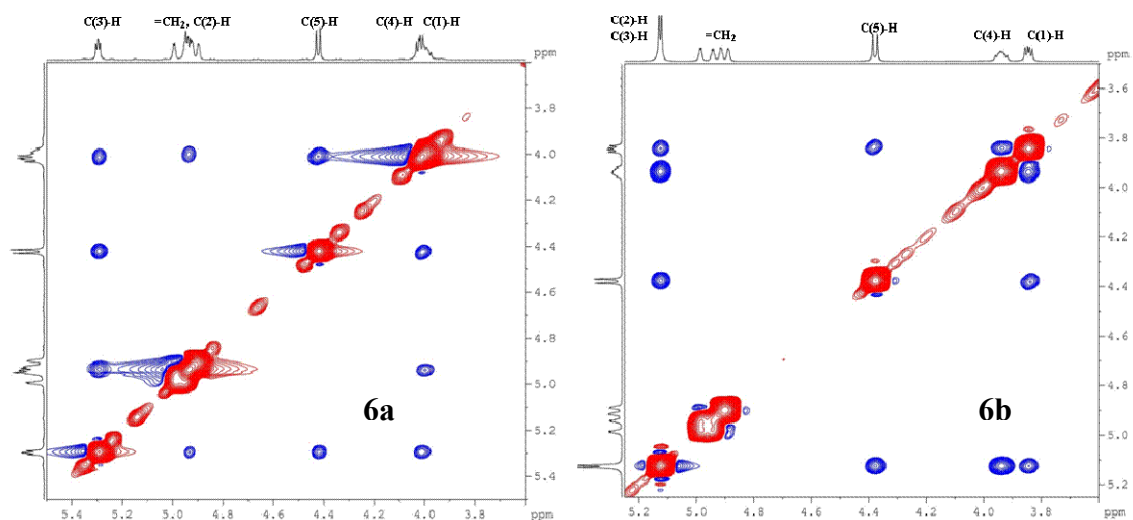 C(3)-H =CH2, C(2)-H C(5)-H C(4)-H C(1)-H
ppm
3.8
4.0
4.2
4.4
4.6
4.8
5.0
5.2
5.4
6a
5.4 5.2 5.0 4.8 4.6 4.4 4.2 4.0 3.8 ppm
C(2)-H
C(3)-H =CH2 C(5)-H C(4)-H C(1)-H
ppm
3.6
3.8
4.0
4.2
4.4
4.6
4.8
5.0
5.2
6b
5.2 5.0 4.8 4.6 4.4 4.2 4.0 3.8 ppm